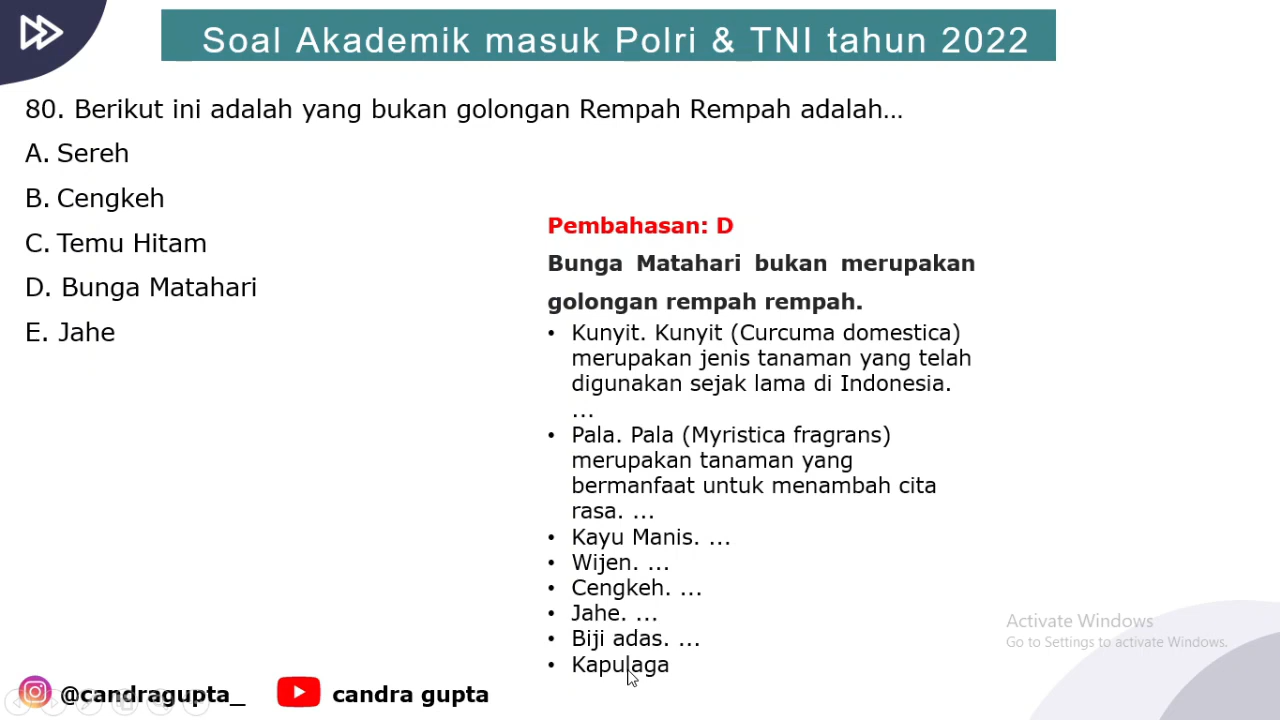 Soal Akademik masuk Polri & TNI tahun 2022
80. Berikut ini adalah yang bukan golongan Rempah Rempah adalah...
A. Sereh
B. Cengkeh
C. Temu Hitam
D. Bunga Matahari
E. Jahe
Pembahasan: D
Bunga Matahari bukan merupakan
golongan rempah rempah.
• Kunyit. Kunyit (Curcuma domestica)
merupakan jenis tanaman yang telah
digunakan sejak lama di Indonesia.
...
• Pala. Pala (Myristica fragrans)
merupakan tanaman yang
bermanfaat untuk menambah cita
rasa. ...
• Kayu Manis. ...
• Wijen. ...
• Cengkeh. ...
• Jahe. ...
• Biji adas. ...
• Kapulaga
Activate Windows
Go to Settings to activate Windows.
@candragupta_
candra gupta